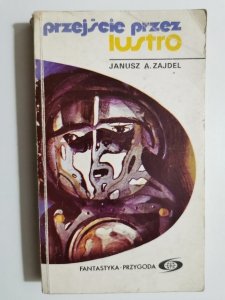 przejście przez
lustro
JANUSZ A. ZAJDEL
FANTASTYKA-PRZYGODA